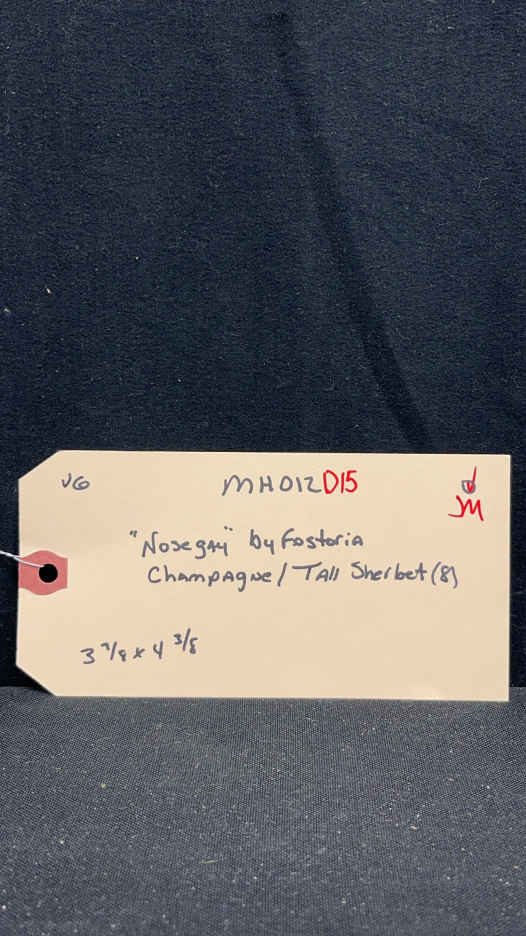 VG
MH012D15
JM
"Nosegay" by Fostoria
Champagne / Tall Sherbet (8)
3 7/8 x 4 3/8